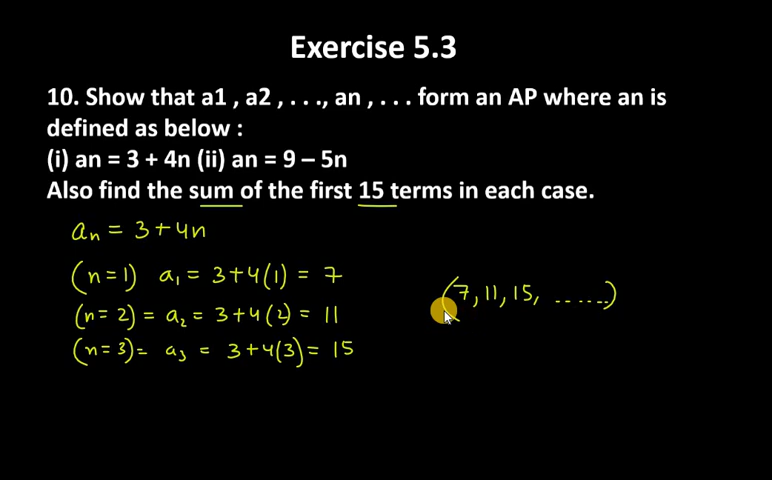 Exercise 5.3
10. Show that a1 , a2 , . . ., an , . . . form an AP where an is
defined as below :
(i) an = 3 + 4n (ii) an = 9 – 5n
Also find the sum of the first 15 terms in each case.
aₙ = 3 + 4n
(n = 1) a₁ = 3 + 4(1) = 7
(n = 2) = a₂ = 3 + 4(2) = 11
(n = 3) = a₃ = 3 + 4(3) = 15
(7, 11, 15, ......)